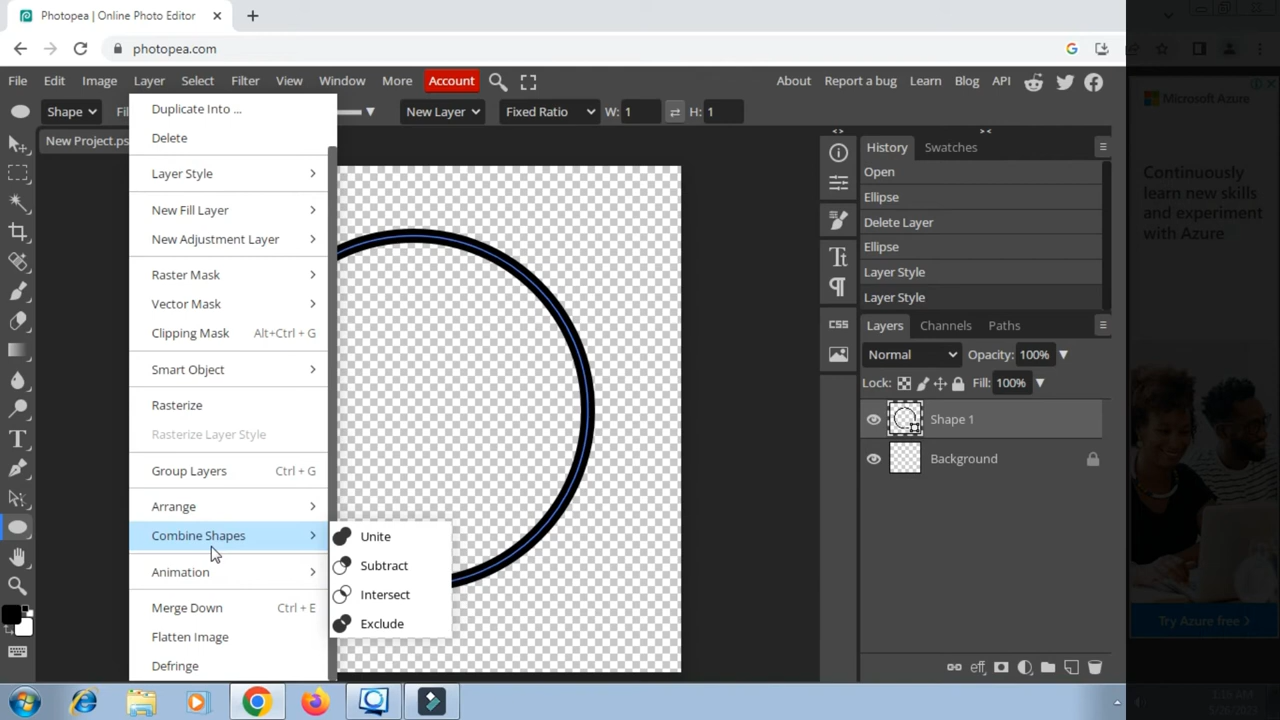 Photopea | Online Photo Editor
photopea.com
File Edit Image Layer Select Filter View Window More Account About Report a bug Learn Blog API
Shape Fil New Layer Fixed Ratio W: 1 H: 1
New Project.ps
Duplicate Into ...
Delete
Layer Style
New Fill Layer
New Adjustment Layer
Raster Mask
Vector Mask
Clipping Mask Alt+Ctrl + G
Smart Object
Rasterize
Rasterize Layer Style
Group Layers Ctrl + G
Arrange
Combine Shapes
Animation
Merge Down Ctrl + E
Flatten Image
Defringe
Unite
Subtract
Intersect
Exclude
CSS
History Swatches
Open
Ellipse
Delete Layer
Ellipse
Layer Style
Layer Style
Layers Channels Paths
Normal Opacity: 100%
Lock: Fill: 100%
Shape 1
Background
eff
Microsoft Azure
Continuously
learn new skills
and experiment
with Azure
Try Azure free >